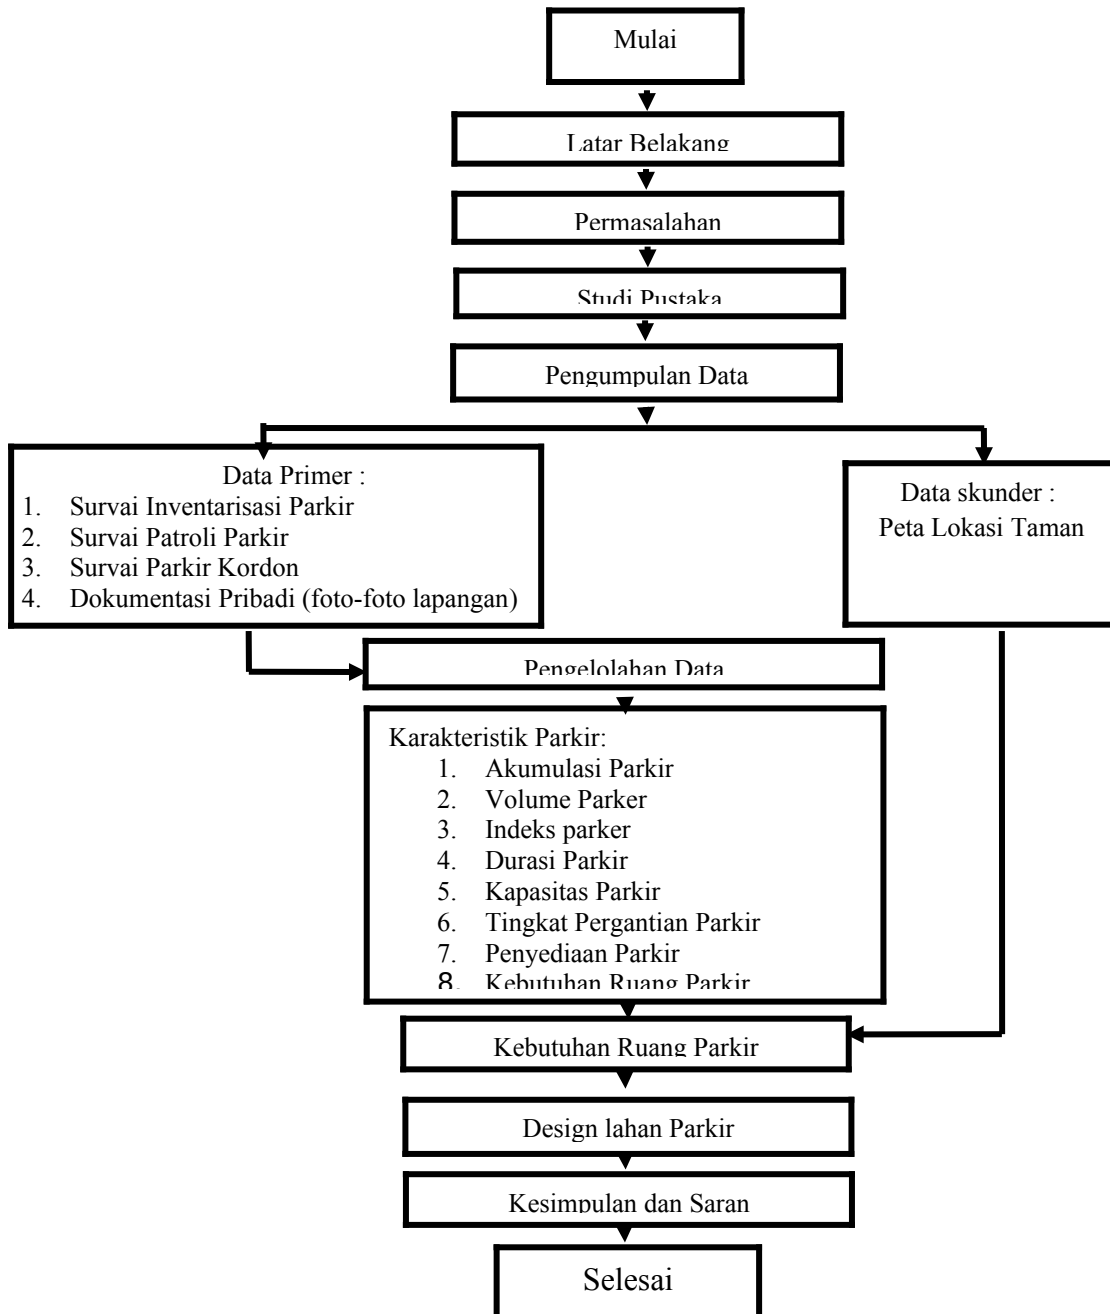 Mulai
Latar Belakang
Permasalahan
Studi Pustaka
Pengumpulan Data
Data Primer :
1. Survai Inventarisasi Parkir
2. Survai Patroli Parkir
3. Survai Parkir Kordon
4. Dokumentasi Pribadi (foto-foto lapangan)
Data skunder :
Peta Lokasi Taman
Pengelolahan Data
Karakteristik Parkir:
1. Akumulasi Parkir
2. Volume Parker
3. Indeks parker
4. Durasi Parkir
5. Kapasitas Parkir
6. Tingkat Pergantian Parkir
7. Penyediaan Parkir
8. Kebutuhan Ruang Parkir
Kebutuhan Ruang Parkir
Design lahan Parkir
Kesimpulan dan Saran
Selesai